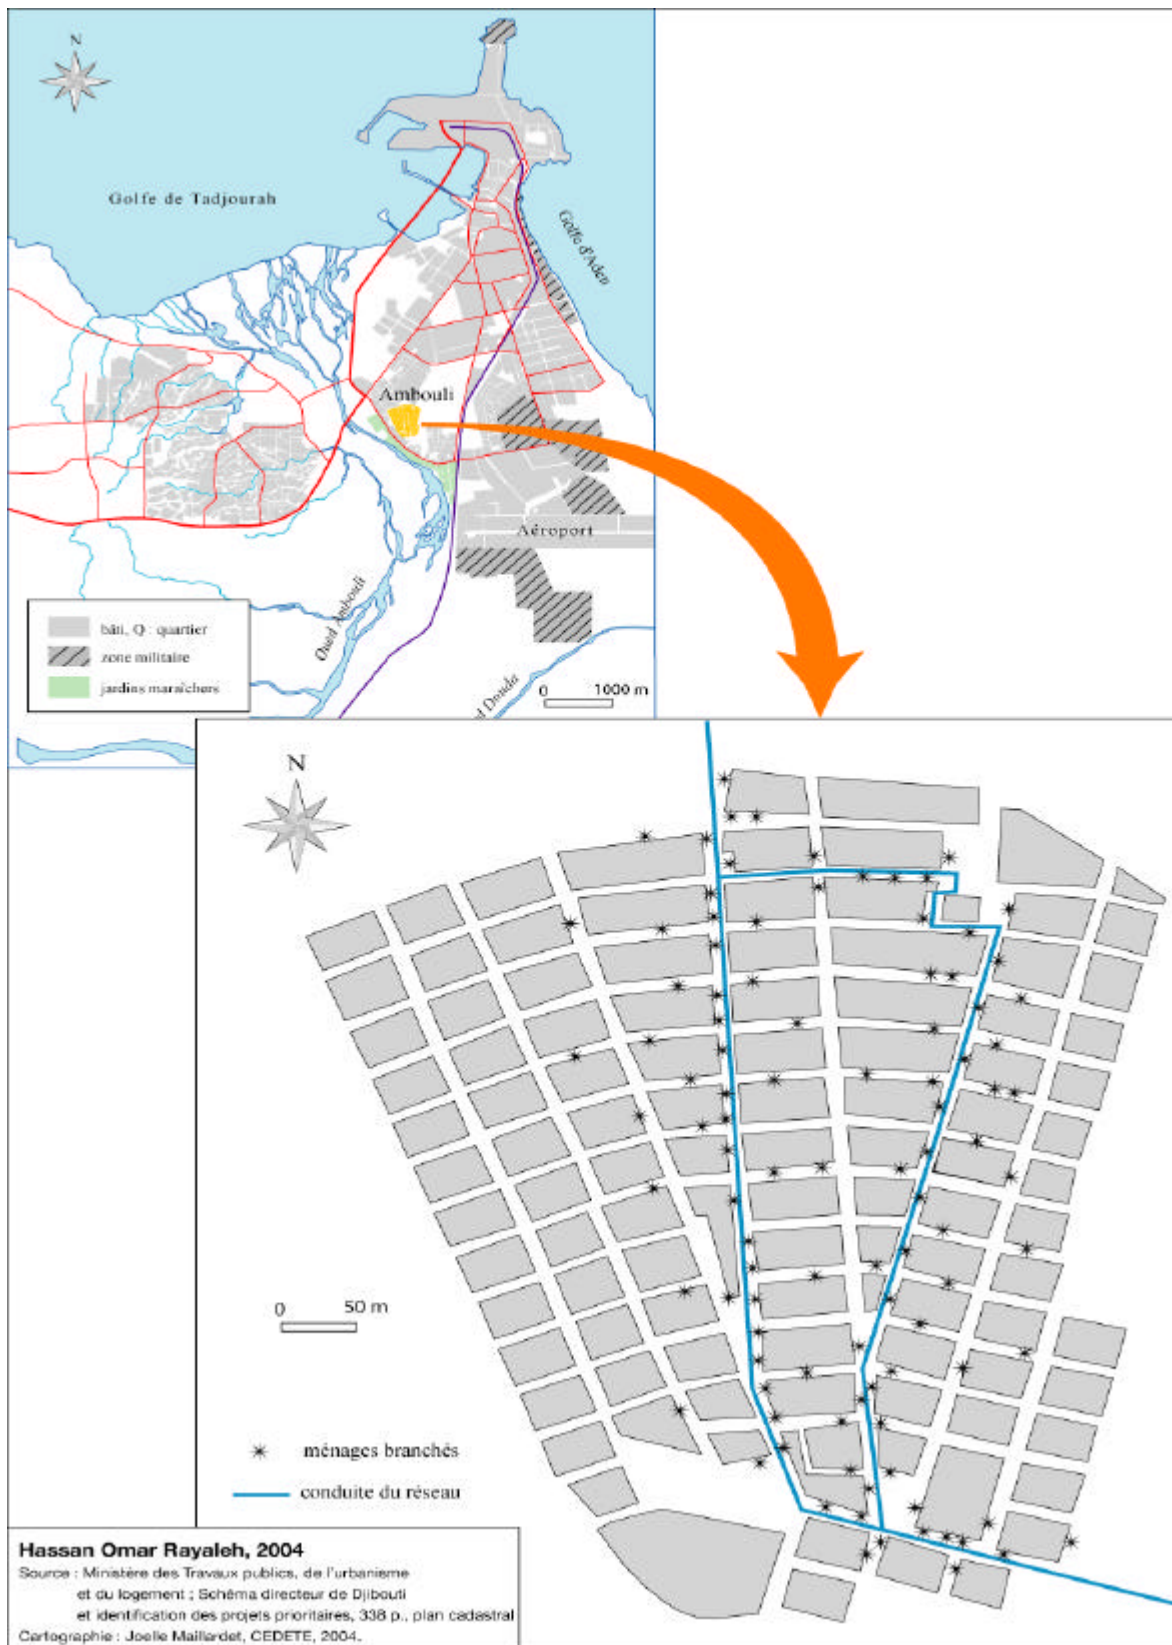 N
Golfe de Tadjourah
Golfe d'Aden
Ambouli
Aéroport
Oued Ambouli
bâti, Q : quartier
zone militaire
jardins maraîchers
0 1000 m
Douda
N
0 50 m
ménages branchés
conduite du réseau
Hassan Omar Rayaleh, 2004
Source : Ministère des Travaux publics, de l'urbanisme
et du logement ; Schéma directeur de Djibouti
et identification des projets prioritaires, 338 p., plan cadastral
Cartographie : Joelle Maillardet, CEDETE, 2004.